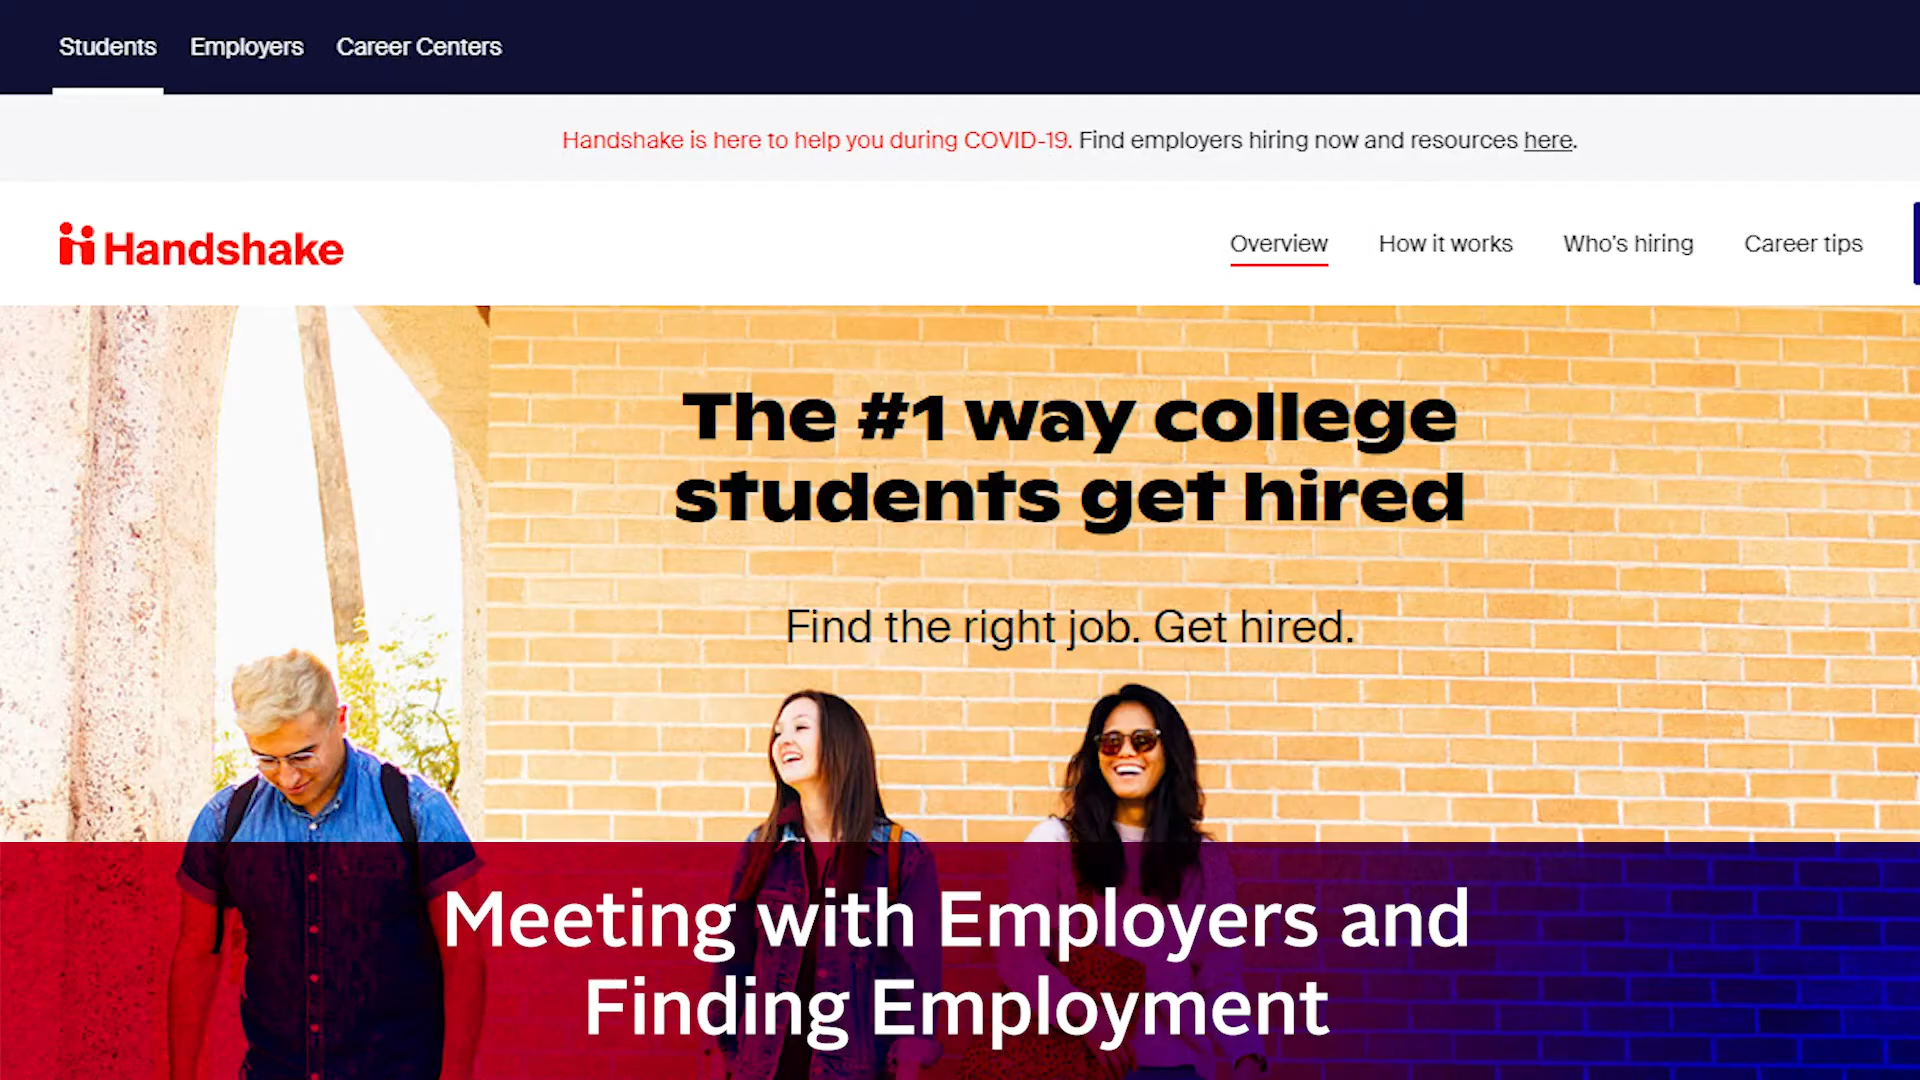 Students Employers Career Centers
Handshake is here to help you during COVID-19. Find employers hiring now and resources here.
Handshake
Overview How it works Who's hiring Career tips
The #1 way college
students get hired
Find the right job. Get hired.
Meeting with Employers and
Finding Employment